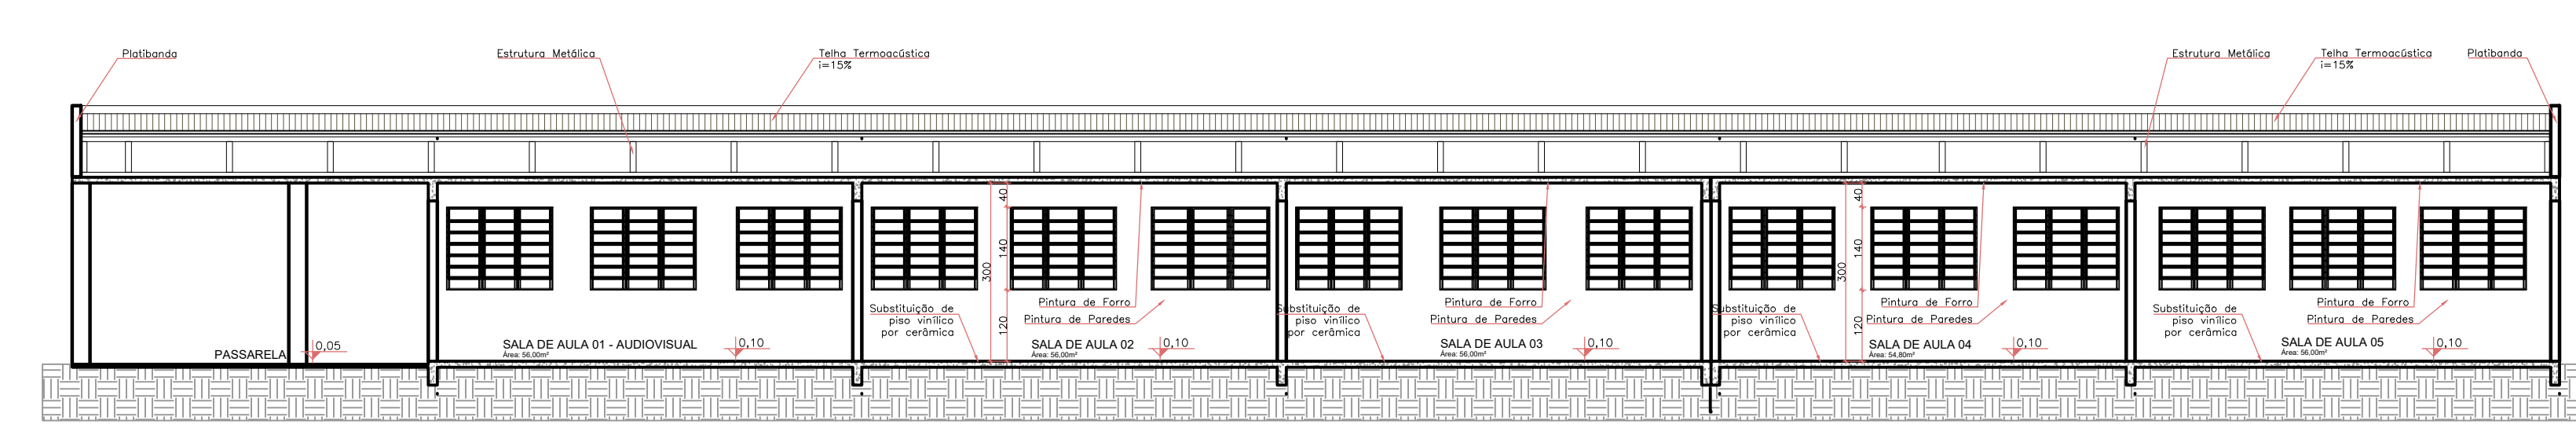 Platibanda
Estrutura Metálica
Telha Termoacústica
i=15%
Estrutura Metálica
Telha Termoacústica
i=15%
Platibanda
PASSARELA
0,05
SALA DE AULA 01 - AUDIOVISUAL
Área: 56,00m²
0,10
Substituição de
piso vinílico
por cerâmica
300
40
140
120
Pintura de Forro
Pintura de Paredes
SALA DE AULA 02
Área: 56,00m²
0,10
Substituição de
piso vinílico
por cerâmica
Pintura de Forro
Pintura de Paredes
SALA DE AULA 03
Área: 56,00m²
0,10
Substituição de
piso vinílico
por cerâmica
300
40
140
120
Pintura de Forro
Pintura de Paredes
SALA DE AULA 04
Área: 54,80m²
0,10
Substituição de
piso vinílico
por cerâmica
Pintura de Forro
Pintura de Paredes
SALA DE AULA 05
Área: 56,00m²
0,10